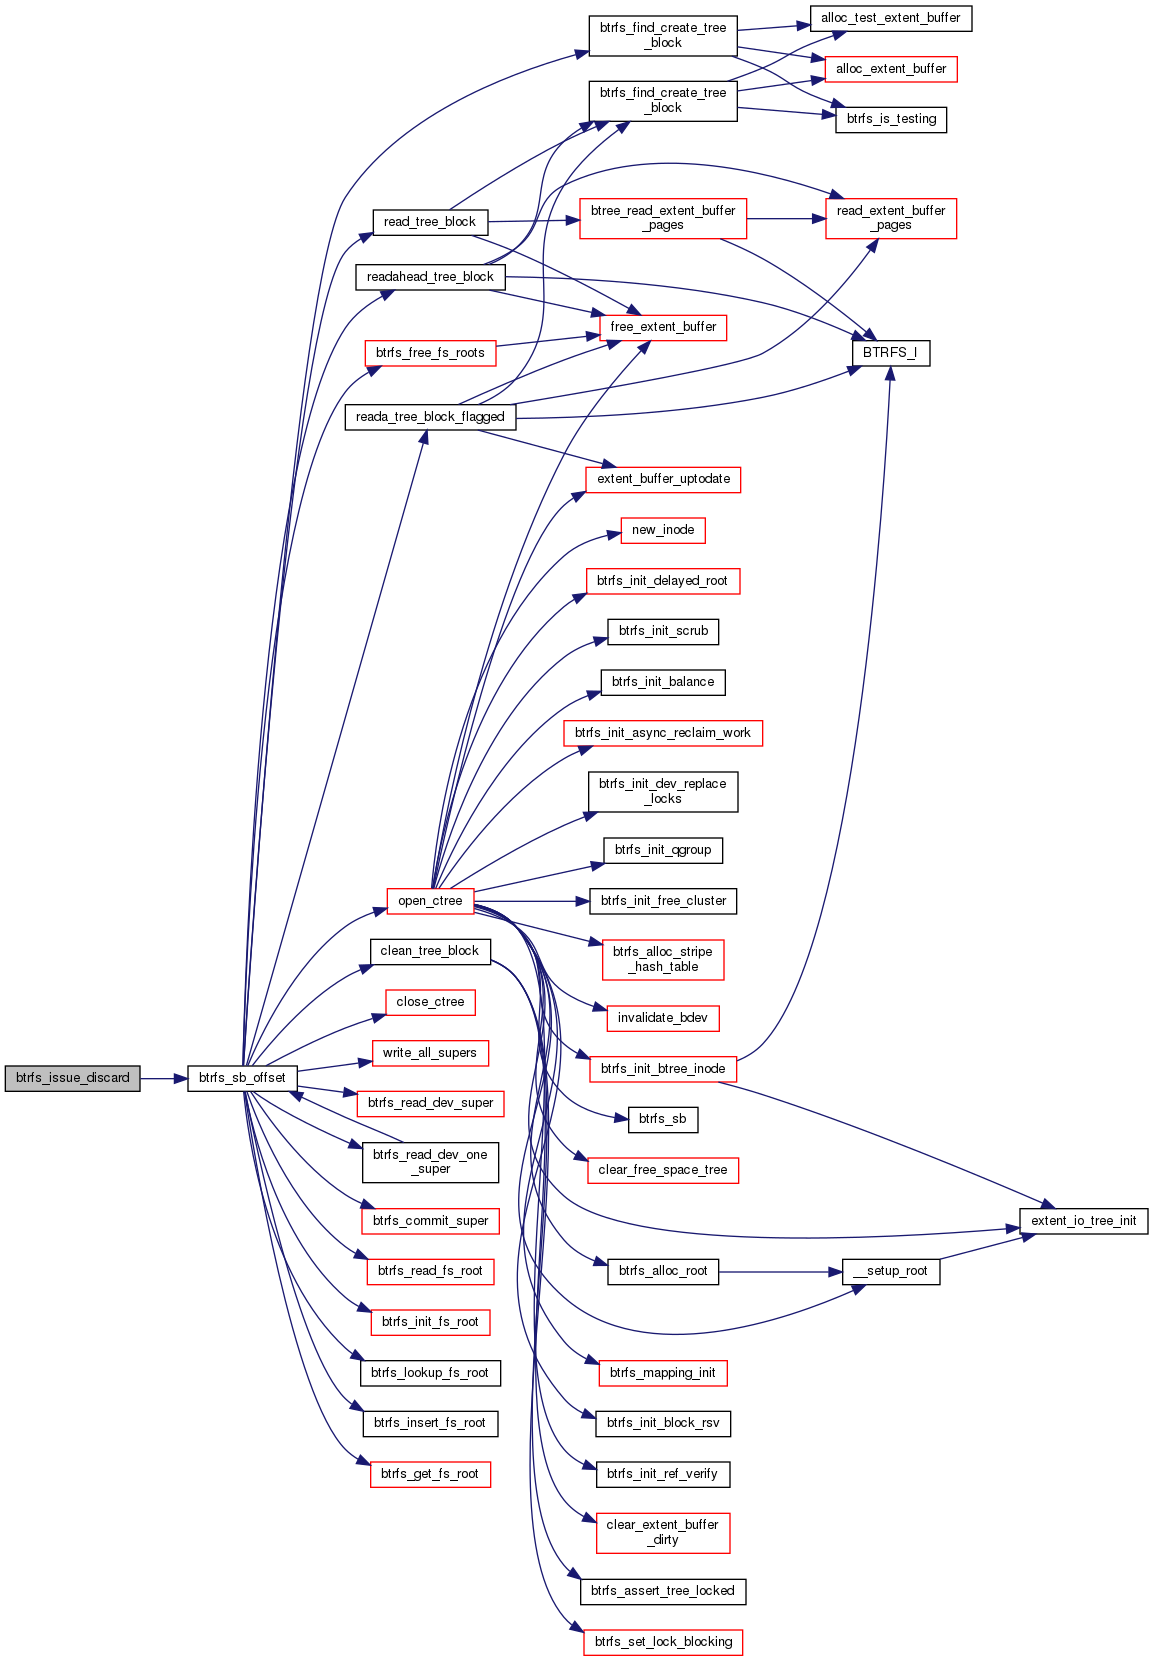 btrfs_find_create_tree
_block
alloc_test_extent_buffer
alloc_extent_buffer
btrfs_find_create_tree
_block
btrfs_is_testing
read_tree_block
btree_read_extent_buffer
_pages
read_extent_buffer
_pages
readahead_tree_block
free_extent_buffer
btrfs_free_fs_roots
BTRFS_I
reada_tree_block_flagged
extent_buffer_uptodate
new_inode
btrfs_init_delayed_root
btrfs_init_scrub
btrfs_init_balance
btrfs_init_async_reclaim_work
btrfs_init_dev_replace
_locks
btrfs_init_qgroup
open_ctree
btrfs_init_free_cluster
clean_tree_block
btrfs_alloc_stripe
_hash_table
close_ctree
invalidate_bdev
write_all_supers
btrfs_init_btree_inode
btrfs_issue_discard
btrfs_sb_offset
btrfs_read_dev_super
btrfs_sb
btrfs_read_dev_one
_super
clear_free_space_tree
btrfs_commit_super
extent_io_tree_init
btrfs_read_fs_root
btrfs_alloc_root
__setup_root
btrfs_init_fs_root
btrfs_lookup_fs_root
btrfs_mapping_init
btrfs_insert_fs_root
btrfs_init_block_rsv
btrfs_get_fs_root
btrfs_init_ref_verify
clear_extent_buffer
_dirty
btrfs_assert_tree_locked
btrfs_set_lock_blocking